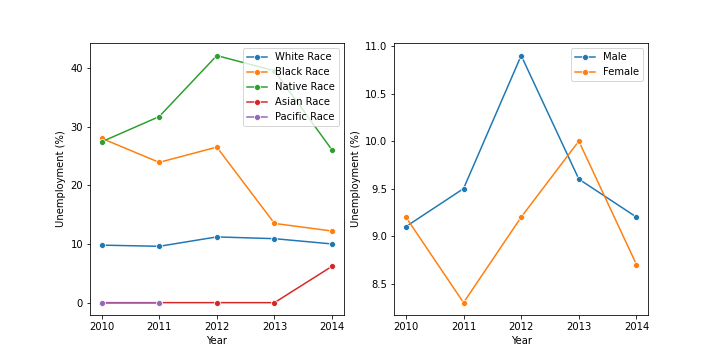 40
30
20
10
0
Unemployment (%)
2010 2011 2012 2013 2014
Year
White Race
Black Race
Native Race
Asian Race
Pacific Race
11.0
10.5
10.0
9.5
9.0
8.5
Unemployment (%)
2010 2011 2012 2013 2014
Year
Male
Female